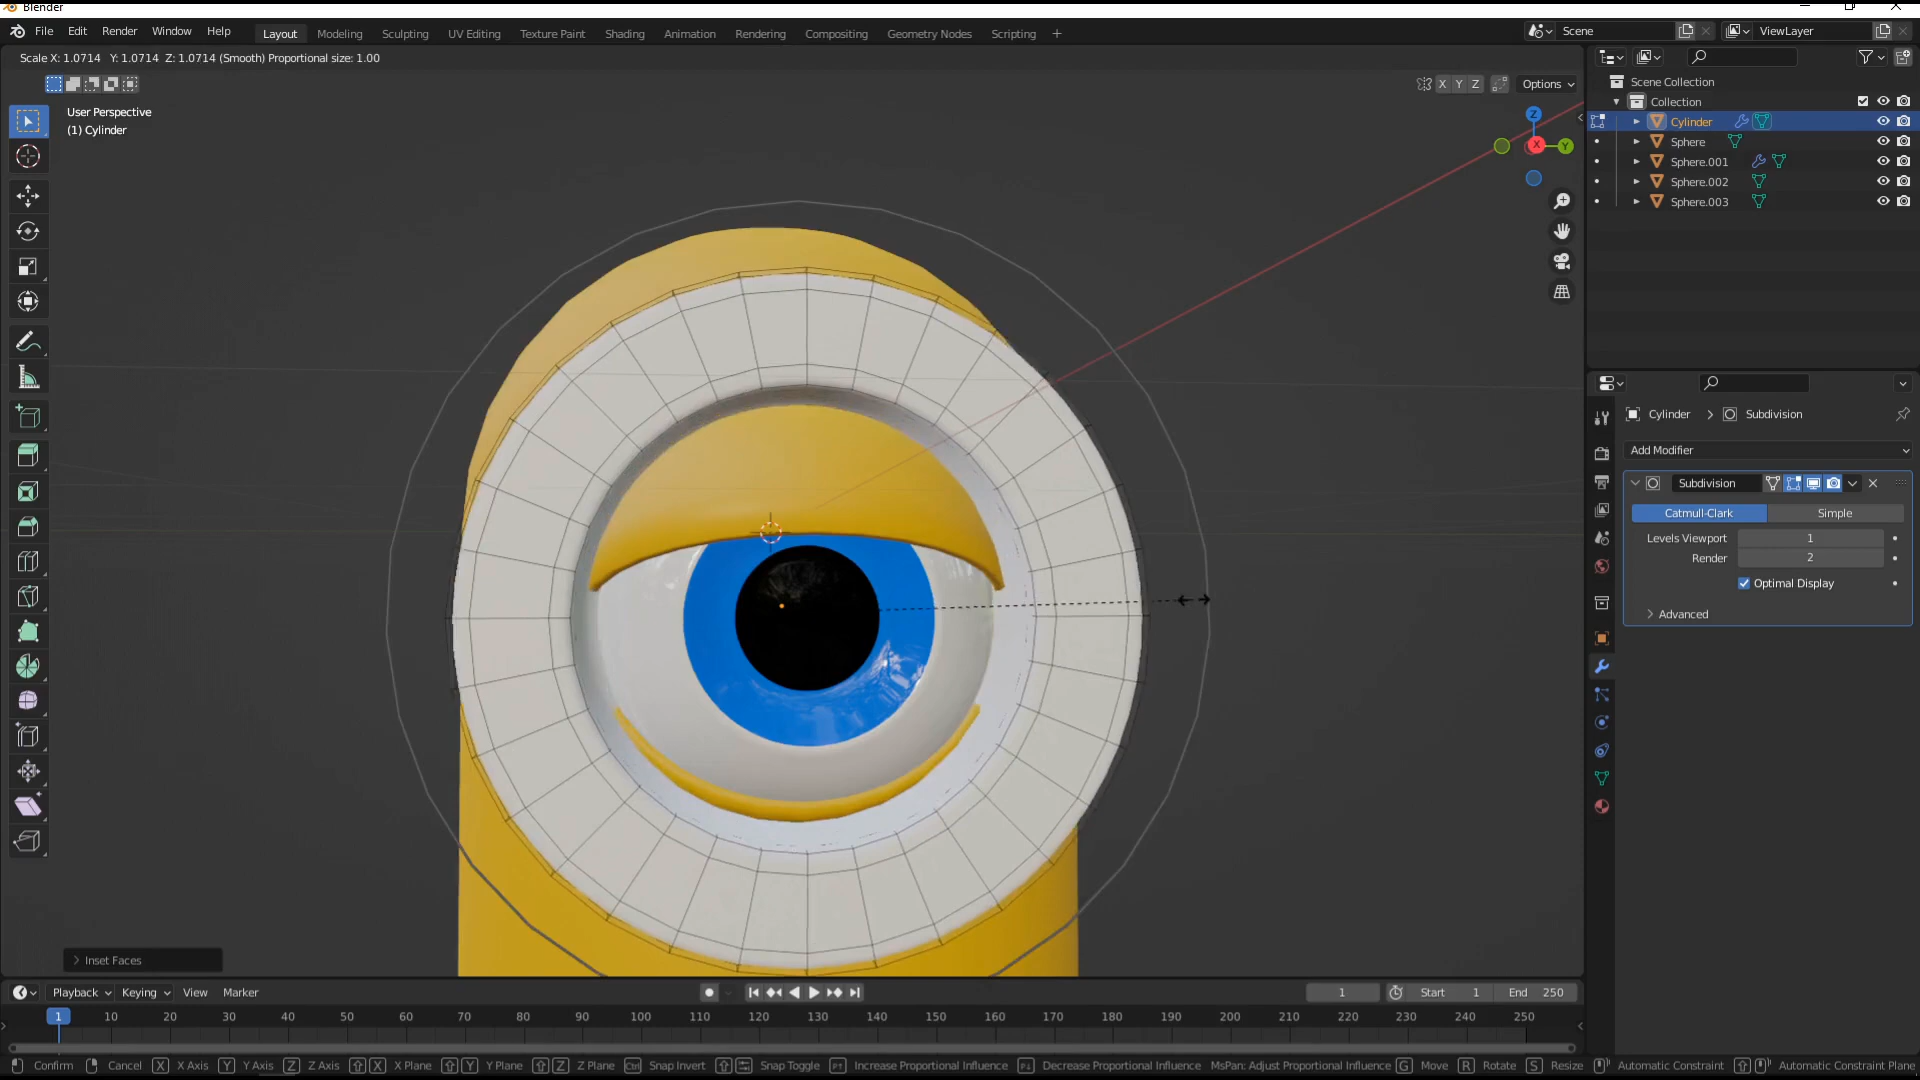 Blender
File Edit Render Window Help Layout Modeling Sculpting UV Editing Texture Paint Shading Animation Rendering Compositing Geometry Nodes Scripting + Scene ViewLayer
Scale X: 1.0714 Y: 1.0714 Z: 1.0714 (Smooth) Proportional size: 1.00
X Y Z Options
User Perspective
(1) Cylinder
Z
X
Y
Scene Collection
Collection
Cylinder
Sphere
Sphere.001
Sphere.002
Sphere.003
Cylinder > Subdivision
Add Modifier
Subdivision
Catmull-Clark Simple
Levels Viewport 1
Render 2
Optimal Display
Advanced
Inset Faces
Playback Keying View Marker 1 Start 1 End 250
1 10 20 30 40 50 60 70 80 90 100 110 120 130 140 150 160 170 180 190 200 210 220 230 240 250
Confirm Cancel X X Axis Y Y Axis Z Z Axis X X Plane Y Y Plane Z Z Plane Ctrl Snap Invert Snap Toggle Increase Proportional Influence Decrease Proportional Influence MsPan: Adjust Proportional Influence G Move R Rotate S Resize Automatic Constraint Automatic Constraint Plane